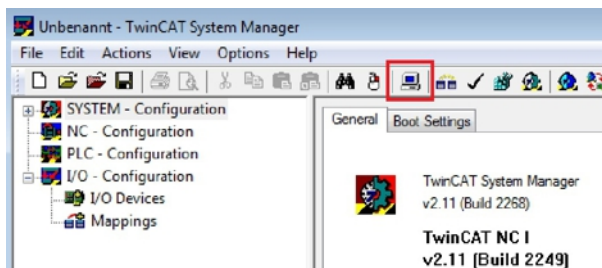 Unbenannt - TwinCAT System Manager
File Edit Actions View Options Help
SYSTEM - Configuration
NC - Configuration
PLC - Configuration
I/O - Configuration
I/O Devices
Mappings
General Boot Settings
TwinCAT System Manager
v2.11 (Build 2268)
TwinCAT NC I
v2.11 (Build 2249)